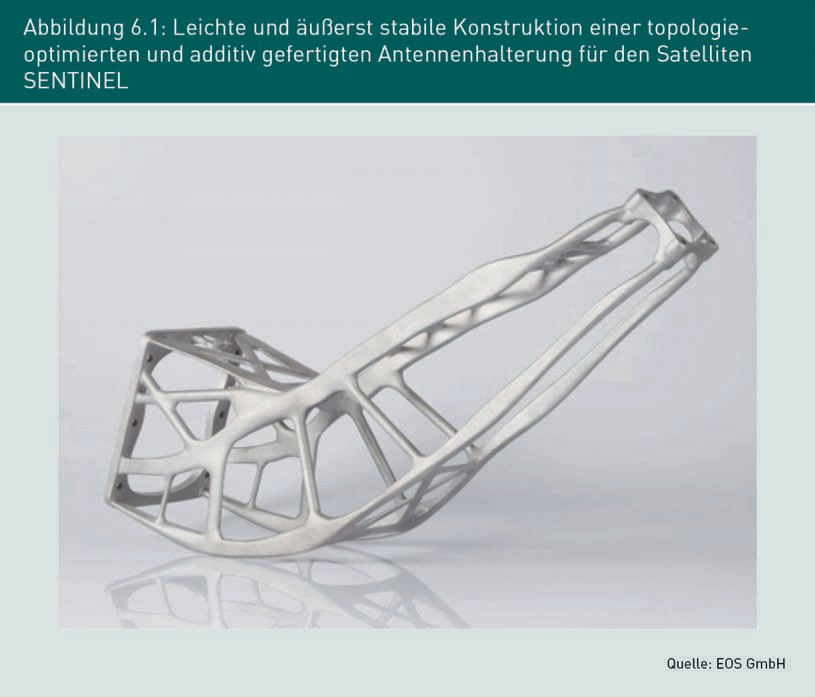 Abbildung 6.1: Leichte und äußerst stabile Konstruktion einer topologie-
optimierten und additiv gefertigten Antennenhalterung für den Satelliten
SENTINEL
Quelle: EOS GmbH